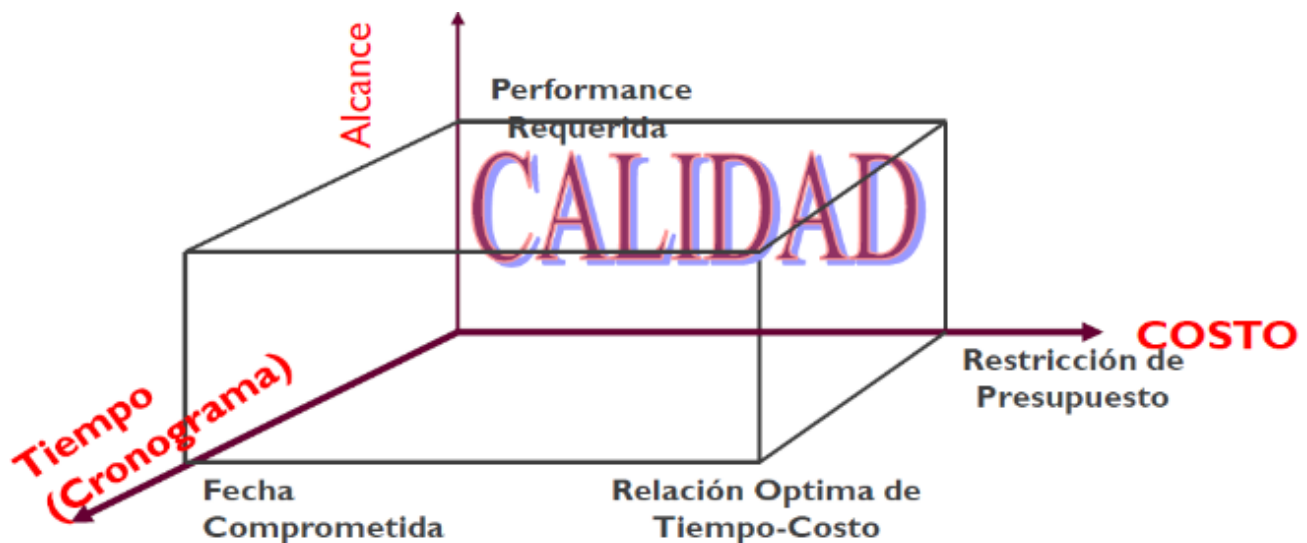 Alcance
Performance
Requerida
CALIDAD
COSTO
Restricción de
Presupuesto
Tiempo
(Cronograma)
Fecha
Comprometida
Relación Optima de
Tiempo-Costo